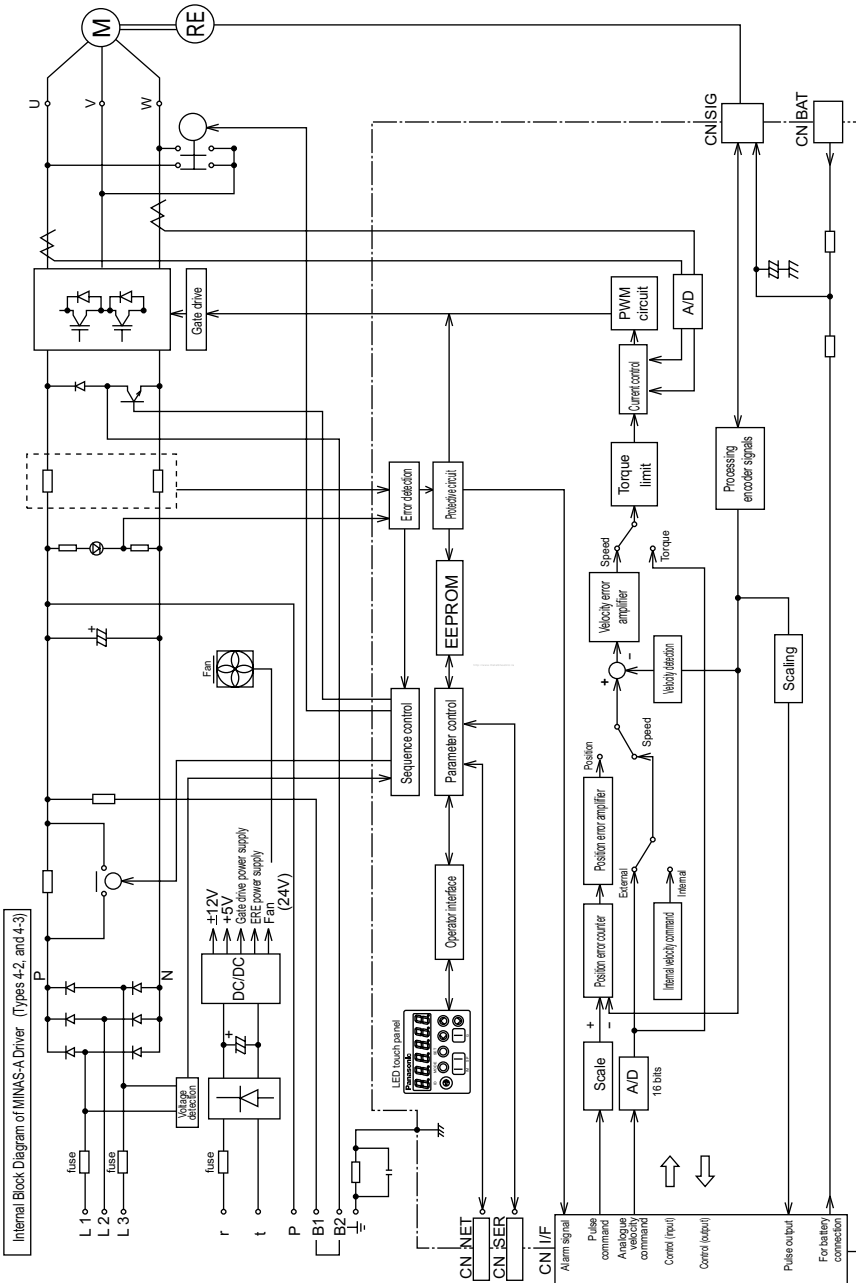 Internal Block Diagram of MINAS-A Driver  (Types 4-2, and 4-3)
L 1
L 2
L 3
fuse
fuse
Voltage
detection
P
N
U
V
W
M
RE
Gate drive
r
t
fuse
DC/DC
±12V
+5V
Gate drive power supply
ERE power supply
Fan
(24V)
Fan
+
+
P
B1
B2
Sequence control
Error detection
Parameter control
EEPROM
Protective circuit
Operator interface
LED touch panel
Panasonic
CN NET
CN SER
CN I/F
CN SIG
CN BAT
Alarm signal
Pulse
command
Analogue
velocity
command
Control (input)
Control (output)
Pulse output
For battery
connection
Scale
+
−
A/D
16 bits
Position error counter
Position error amplifier
Position
Speed
External
Internal
Internal velocity command
+
−
Velocity error
amplifier
Velocity detection
Speed
Torque
Torque
limit
Current control
PWM
circuit
A/D
Processing
encoder signals
Scaling